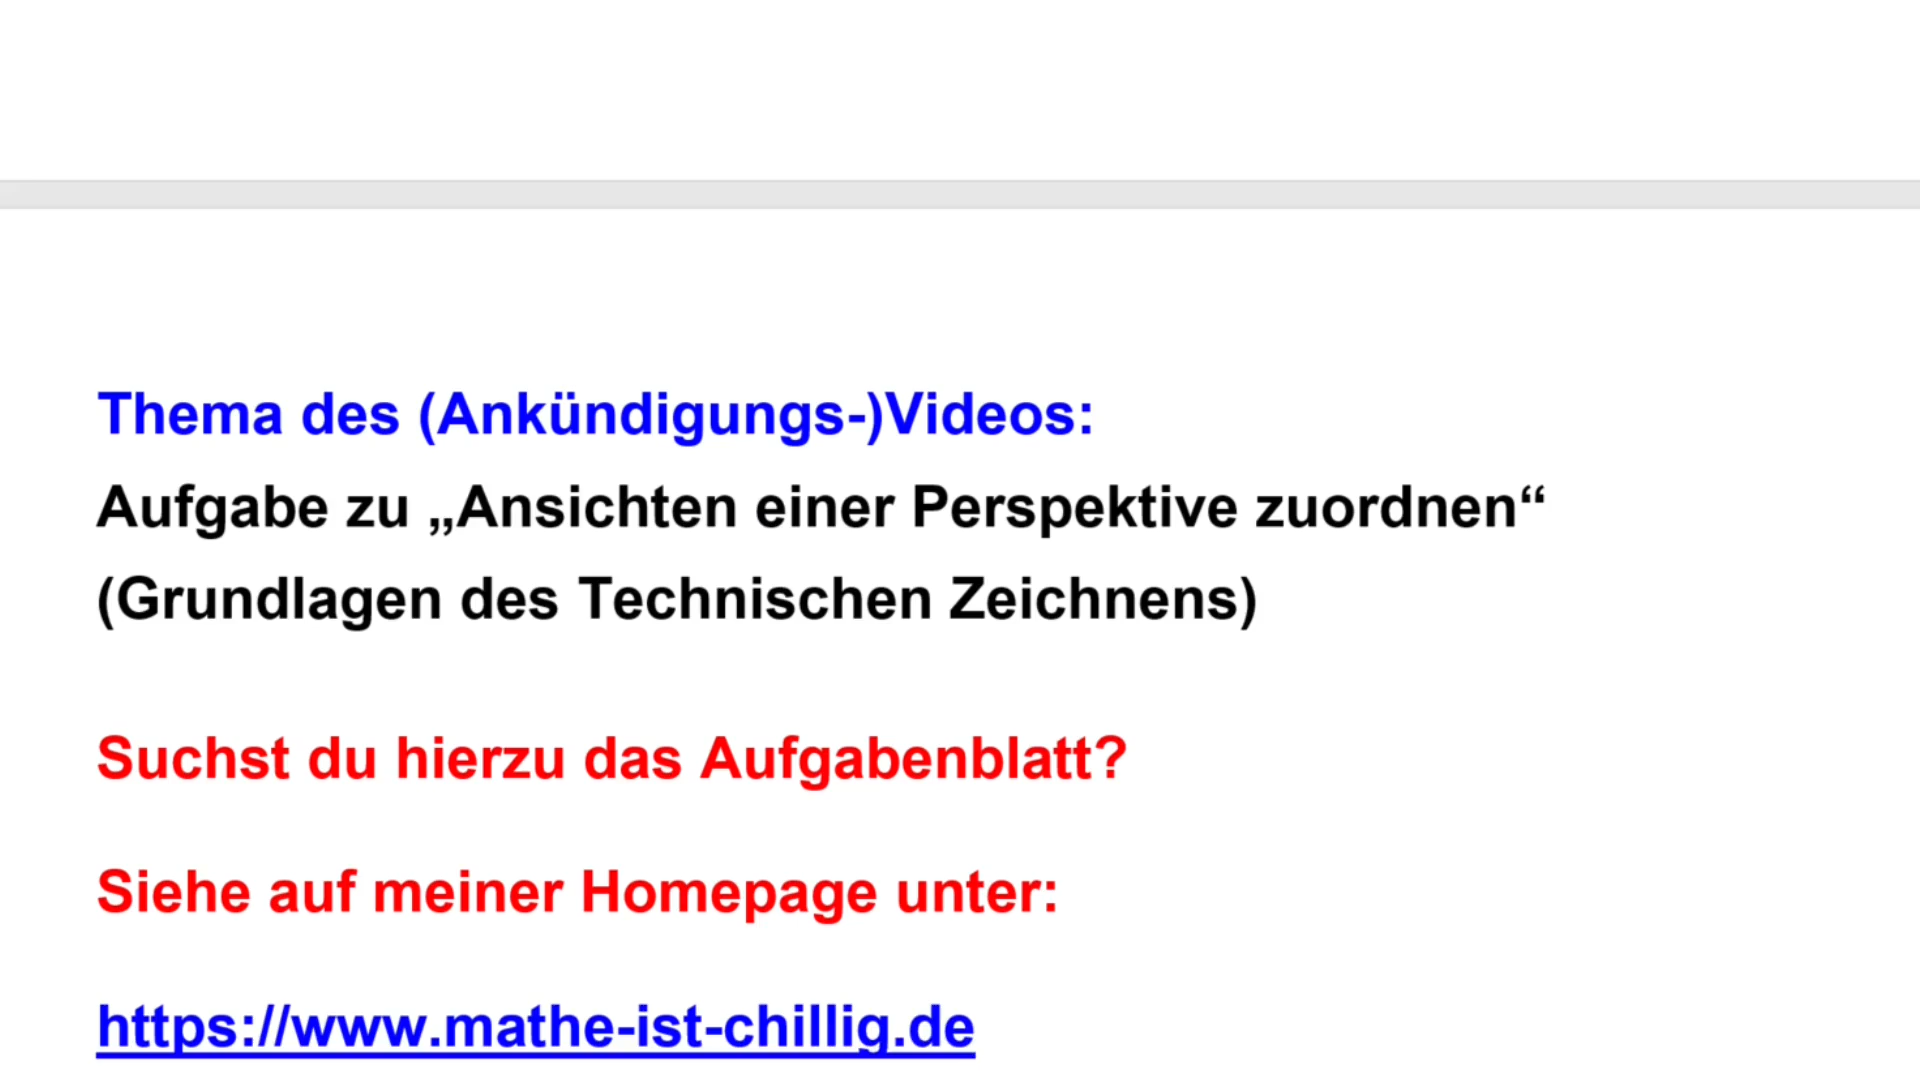 Thema des (Ankündigungs-)Videos:
Aufgabe zu „Ansichten einer Perspektive zuordnen“
(Grundlagen des Technischen Zeichnens)
Suchst du hierzu das Aufgabenblatt?
Siehe auf meiner Homepage unter:
https://www.mathe-ist-chillig.de